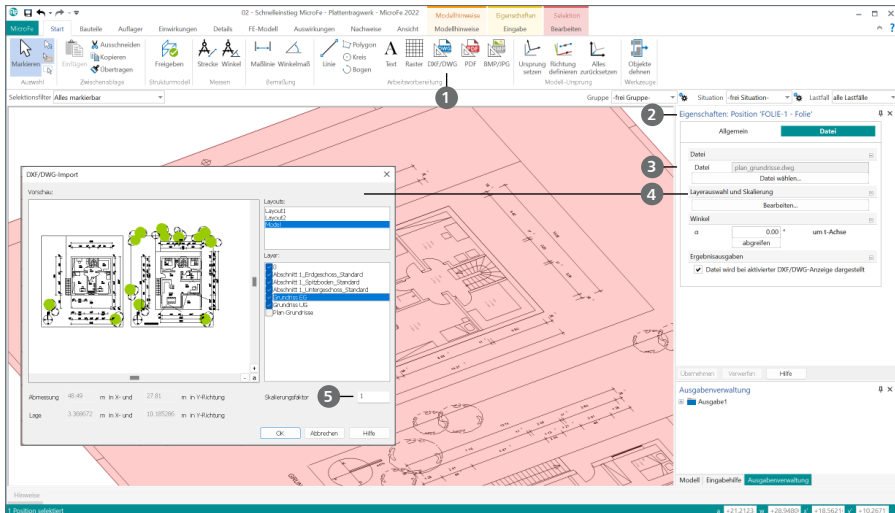 02 - Schnelleinstieg MicroFe - Plattentragwerk - MicroFe 2022
Modellhinweise Eigenschaften Selektion
MicroFe Start Bauteile Auflager Einwirkungen Details FE-Modell Auswirkungen Nachweise Ansicht Modellhinweise Eingabe Bearbeiten
Markieren
Einfügen
Ausschneiden
Kopieren
Übertragen
Freigeben
Strecke Winkel
Maßlinie Winkelmaß
Linie
Polygon
Kreis
Bogen
Text Raster DXF/DWG PDF BMP/JPG
Ursprung setzen
Richtung definieren
Alles zurücksetzen
Objekte dehnen
Auswahl Zwischenablage Strukturmodell Messen Bemaßung Arbeitsvorbereitung Modell-Ursprung Werkzeuge
1
Selektionsfilter Alles markierbar
Gruppe -frei Gruppe- Situation -frei Situation- Lastfall alle Lastfälle
2
Eigenschaften: Position 'FOLIE-1 - Folie'
Allgemein Datei
3
Datei
Datei plan_grundrisse.dwg
Datei wählen...
4
Layerauswahl und Skalierung
Bearbeiten...
Winkel
α 0.00 ° um t-Achse
abgreifen
Ergebnisausgaben
Datei wird bei aktivierter DXF/DWG-Anzeige dargestellt
Übernehmen Verwerfen Hilfe
Ausgabenverwaltung
Ausgabe1
Modell Eingabehilfe Ausgabenverwaltung
DXF/DWG-Import
Vorschau:
Layouts:
Layout1
Layout2
Model
Layer:
0
Abschnitt 1_Erdgeschoss_Standard
Abschnitt 1_Spitzboden_Standard
Abschnitt 1_Untergeschoss_Standard
Grundriss EG
Grundriss UG
Plan Grundrisse
Abmessung 48.49 m in X- und 27.81 m in Y-Richtung
Skalierungsfaktor 5 1
Lage 3.368672 m in X- und 10.185286 m in Y-Richtung
OK Abbrechen Hilfe
Hinweise
1 Position selektiert
+21.2123 +28.9480 +18.5621 +10.2671